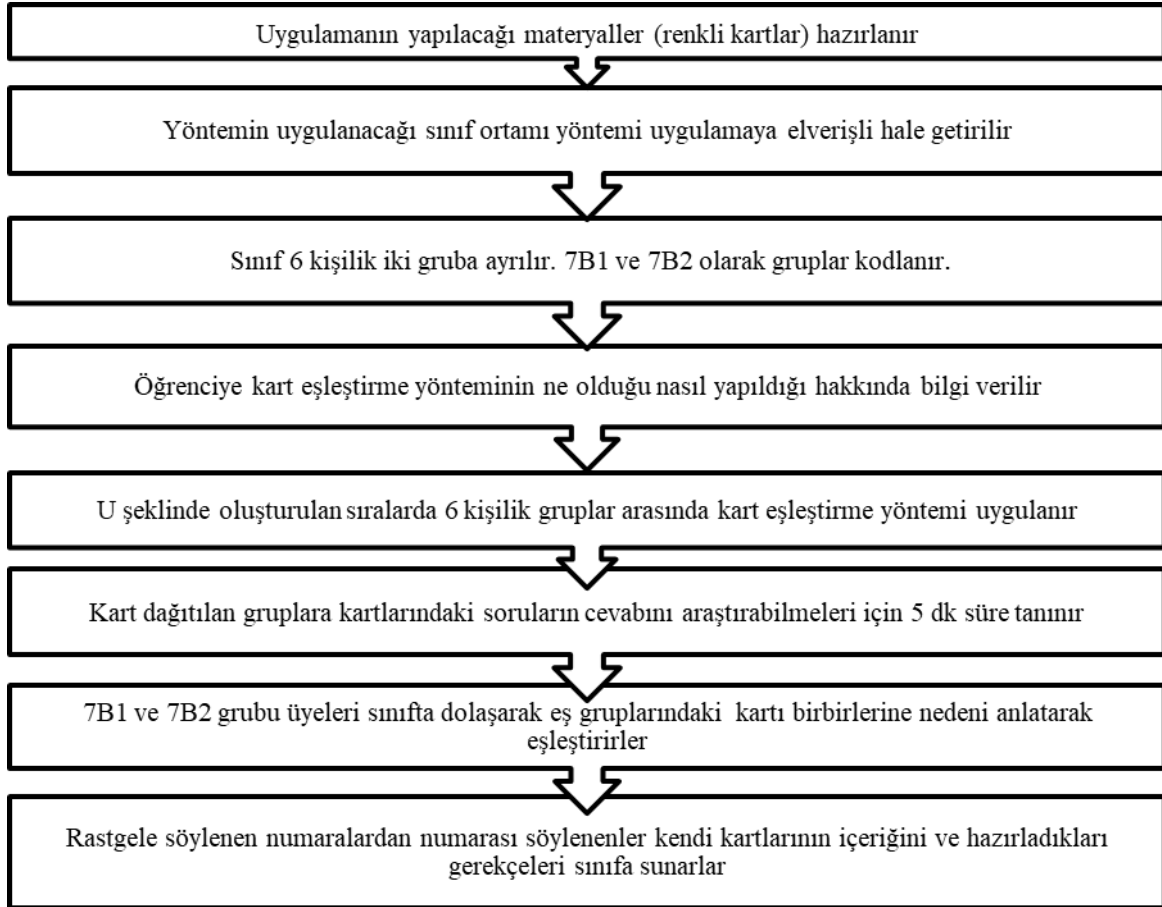 Uygulamanın yapılacağı materyaller (renkli kartlar) hazırlanır
Yöntemin uygulanacağı sınıf ortamı yöntemi uygulamaya elverişli hale getirilir
Sınıf 6 kişilik iki gruba ayrılır. 7B1 ve 7B2 olarak gruplar kodlanır.
Öğrenciye kart eşleştirme yönteminin ne olduğu nasıl yapıldığı hakkında bilgi verilir
U şeklinde oluşturulan sıralarda 6 kişilik gruplar arasında kart eşleştirme yöntemi uygulanır
Kart dağıtılan gruplara kartlarındaki soruların cevabını araştırabilmeleri için 5 dk süre tanınır
7B1 ve 7B2 grubu üyeleri sınıfta dolaşarak eş gruplarındaki kartı birbirlerine nedeni anlatarak
eşleştirirler
Rastgele söylenen numaralardan numarası söylenenler kendi kartlarının içeriğini ve hazırladıkları
gerekçeleri sınıfa sunarlar